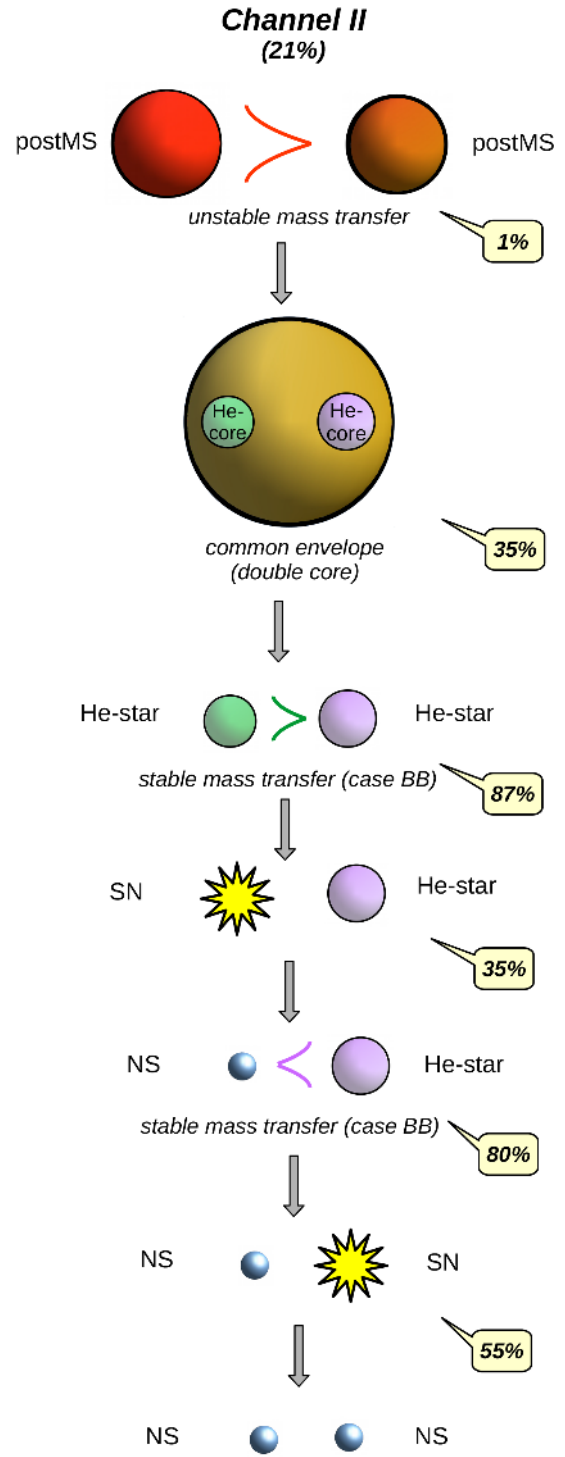 Channel II
(21%)
postMS
postMS
unstable mass transfer
1%
He-
core
He-
core
common envelope
(double core)
35%
He-star
He-star
stable mass transfer (case BB)
87%
SN
He-star
35%
NS
He-star
stable mass transfer (case BB)
80%
NS
SN
55%
NS
NS